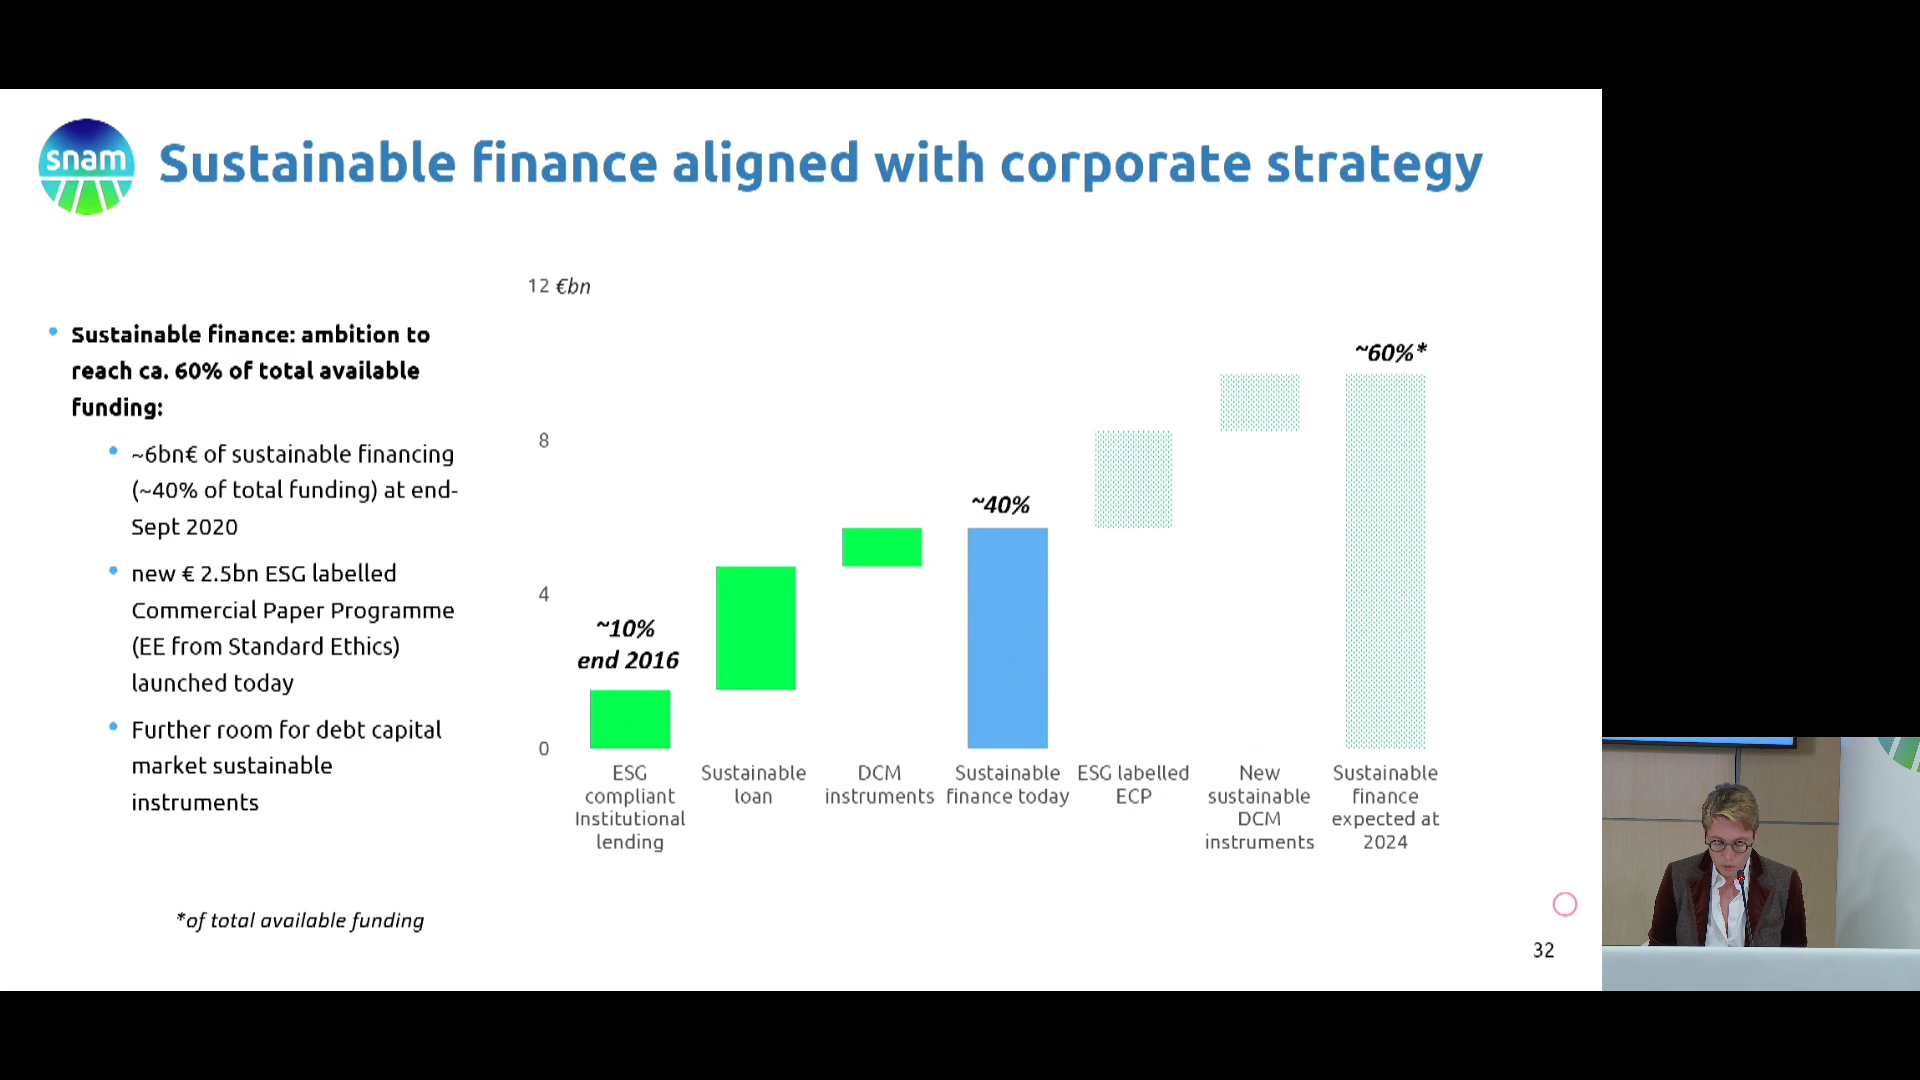 snam
Sustainable finance aligned with corporate strategy
Sustainable finance: ambition to
reach ca. 60% of total available
funding:
~6bn€ of sustainable financing
(~40% of total funding) at end-
Sept 2020
new € 2.5bn ESG labelled
Commercial Paper Programme
(EE from Standard Ethics)
launched today
Further room for debt capital
market sustainable
instruments
*of total available funding
12 €bn
8
4
0
~10%
end 2016
~40%
~60%*
ESG
compliant
Institutional
lending
Sustainable
loan
DCM
instruments
Sustainable
finance today
ESG labelled
ECP
New
sustainable
DCM
instruments
Sustainable
finance
expected at
2024
32